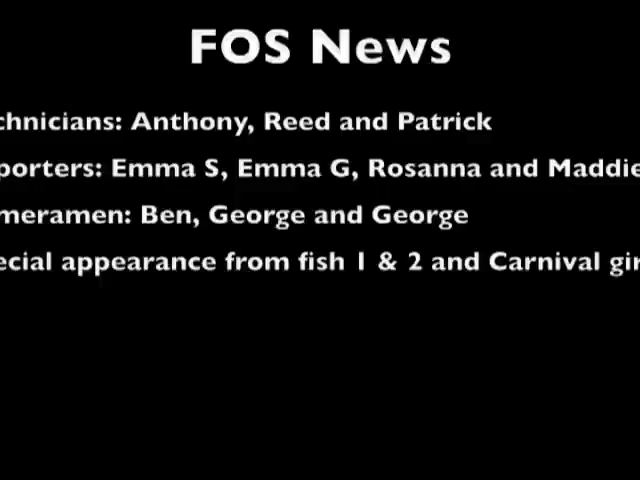 FOS News
chnicians: Anthony, Reed and Patrick
porters: Emma S, Emma G, Rosanna and Maddie
meramen: Ben, George and George
ecial appearance from fish 1 & 2 and Carnival gir